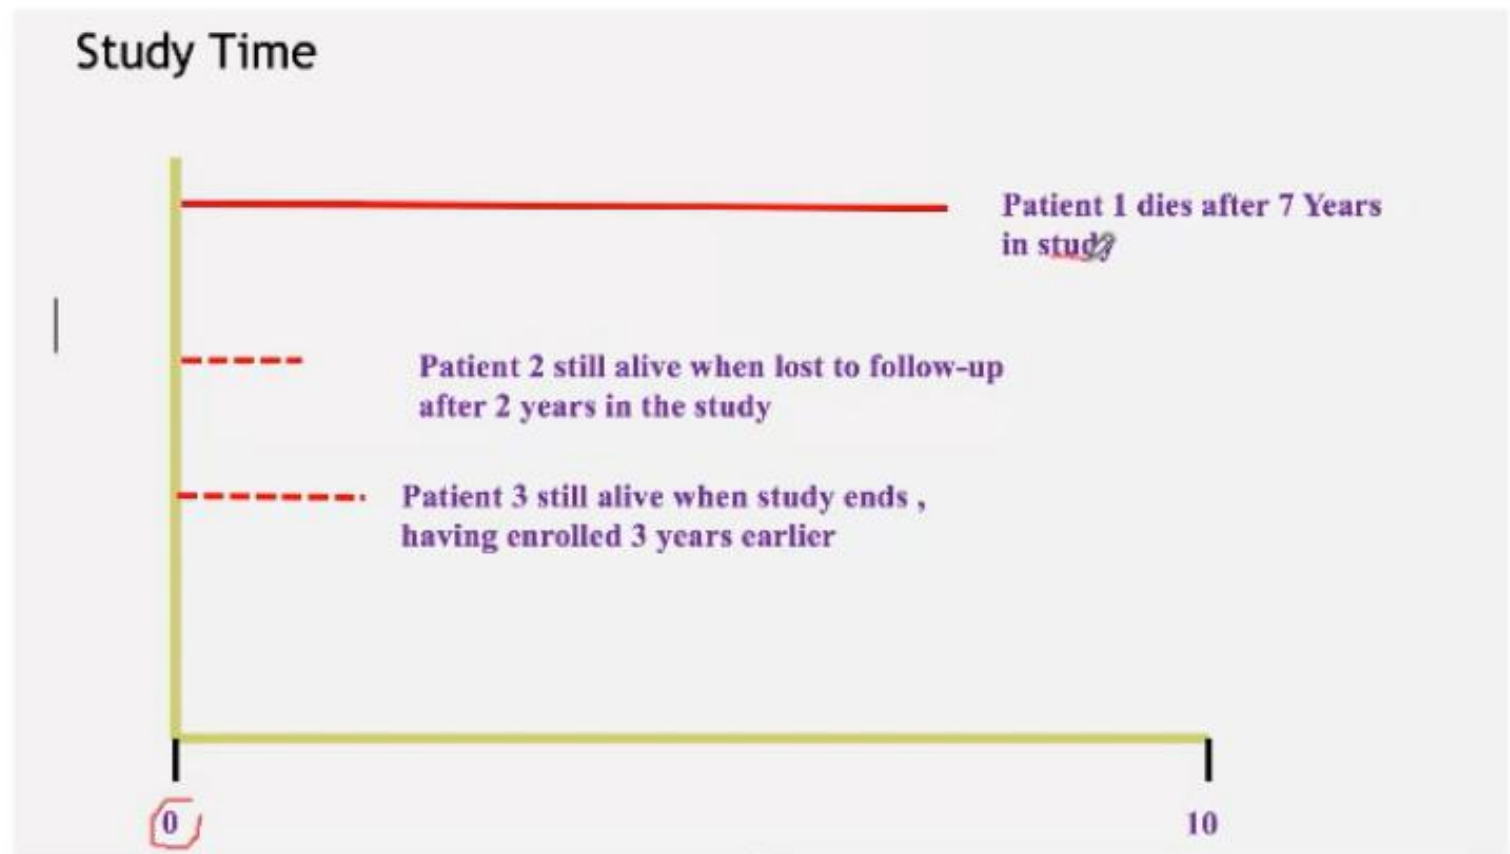 Study Time
Patient 1 dies after 7 Years
in study
Patient 2 still alive when lost to follow-up
after 2 years in the study
Patient 3 still alive when study ends ,
having enrolled 3 years earlier
0
10